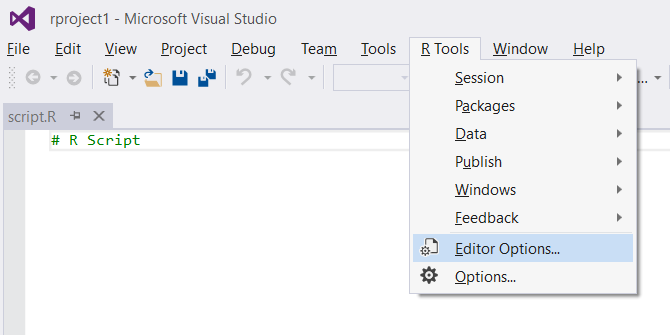 rproject1 - Microsoft Visual Studio
File Edit View Project Debug Team Tools R Tools Window Help
Session
...
Packages
script.R
Data
# R Script
Publish
Windows
Feedback
Editor Options...
Options...